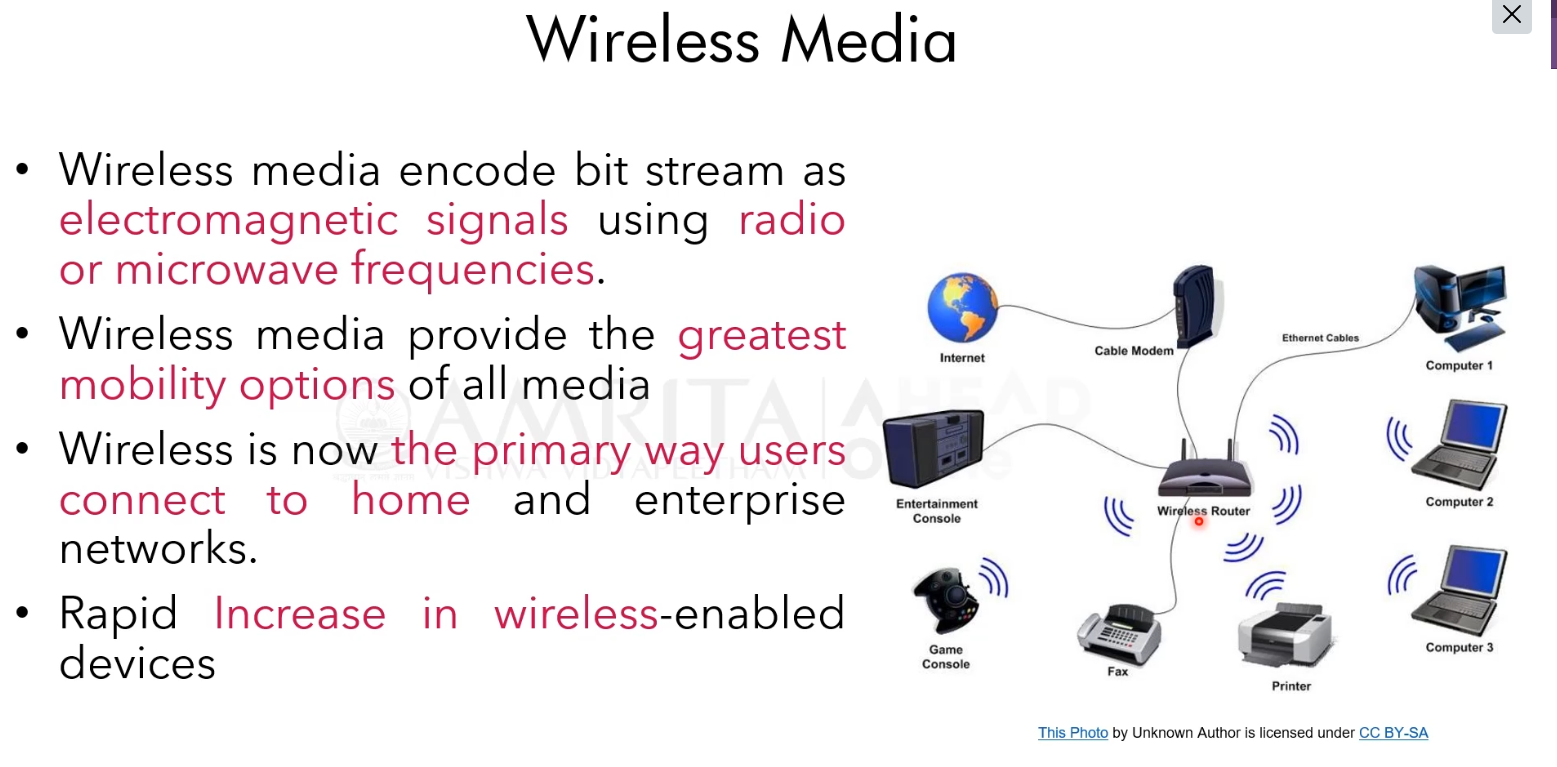 Wireless Media
• Wireless media encode bit stream as
electromagnetic signals using radio
or microwave frequencies.
• Wireless media provide the greatest
mobility options of all media
• Wireless is now the primary way users
connect to home and enterprise
networks.
• Rapid Increase in wireless-enabled
devices
AMRITA AHEAD
VISHWA VIDYAPEETHAM
Internet
Cable Modem
Ethernet Cables
Computer 1
Entertainment
Console
Wireless Router
Computer 2
Game
Console
Fax
Printer
Computer 3
This Photo by Unknown Author is licensed under CC BY-SA